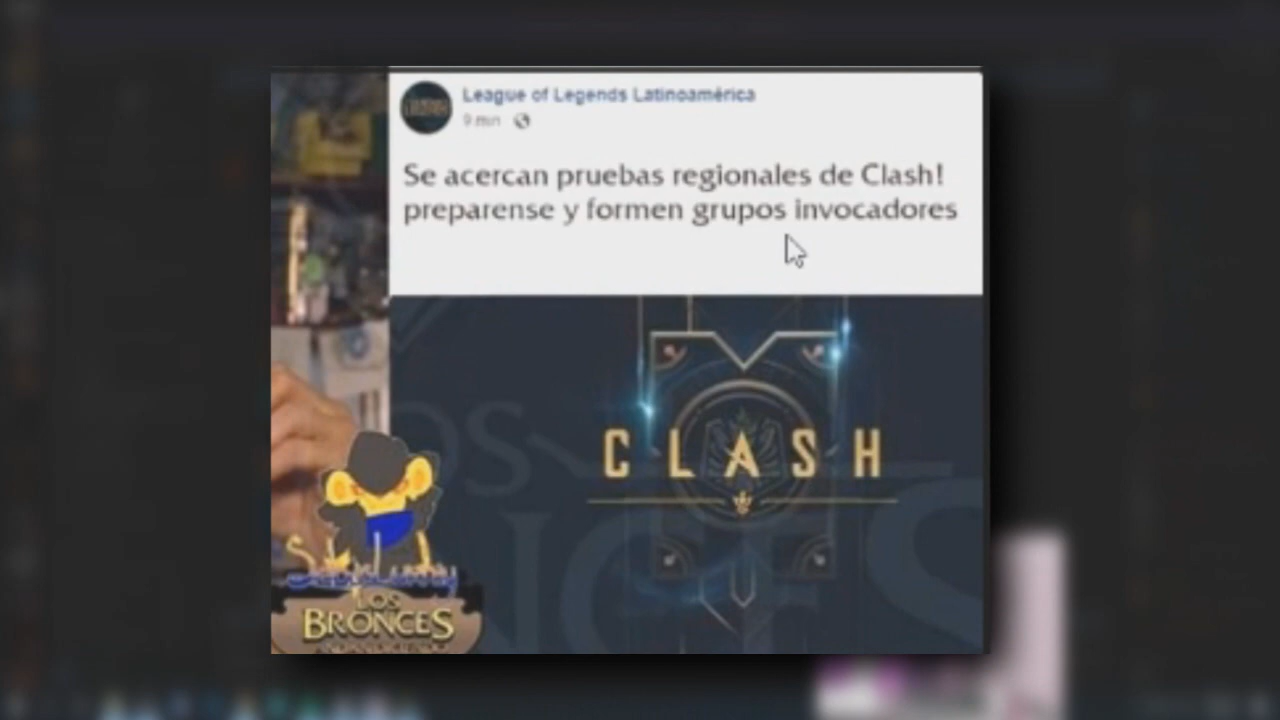 League of Legends Latinoamérica
9 min
Se acercan pruebas regionales de Clash!
preparense y formen grupos invocadores
CLASH
LOS
BRONCES